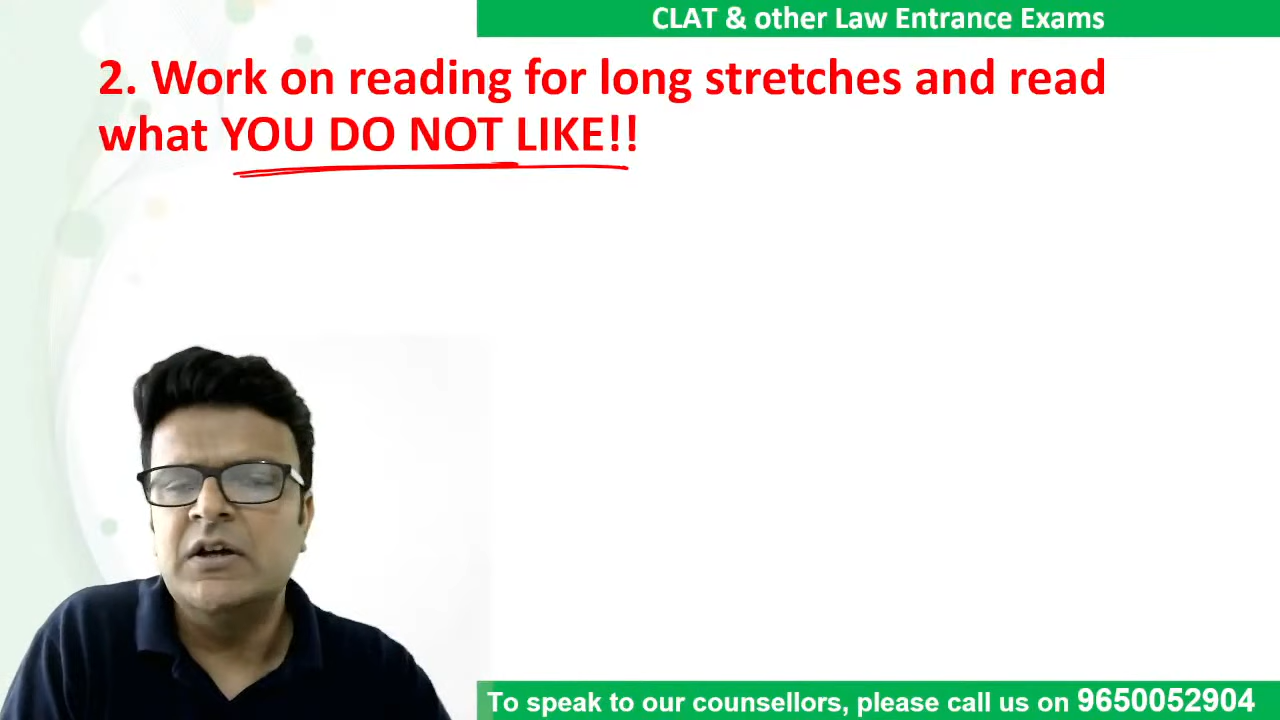 CLAT & other Law Entrance Exams
2. Work on reading for long stretches and read
what YOU DO NOT LIKE!!
To speak to our counsellors, please call us on 9650052904